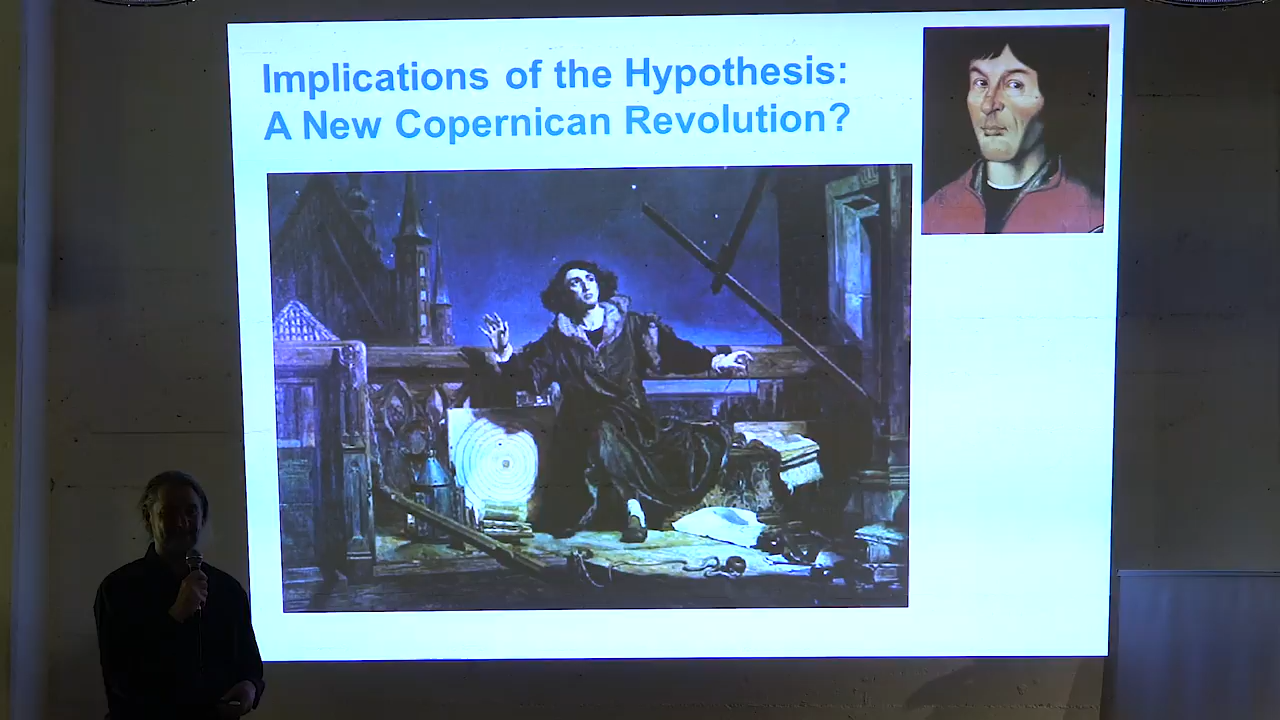 Implications of the Hypothesis:
A New Copernican Revolution?